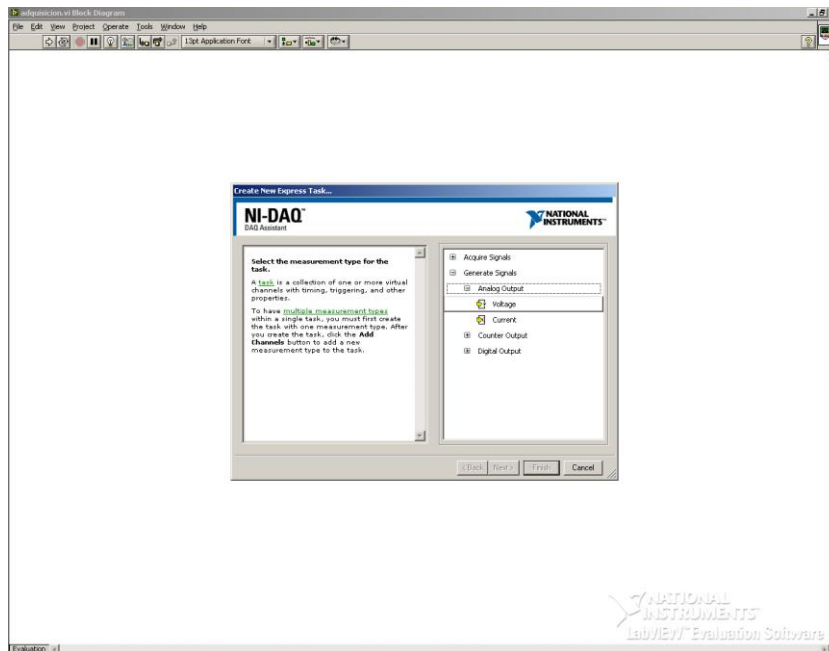 adquisicion.vi Block Diagram
File Edit View Project Operate Tools Window Help
13pt Application Font
Create New Express Task...
NI-DAQ™
DAQ Assistant
NATIONAL INSTRUMENTS™
Select the measurement type for the
task.
A task is a collection of one or more virtual
channels with timing, triggering, and other
properties.
To have multiple measurement types
within a single task, you must first create
the task with one measurement type. After
you create the task, click the Add
Channels button to add a new
measurement type to the task.
Acquire Signals
Generate Signals
Analog Output
Voltage
Current
Counter Output
Digital Output
< Back Next > Finish Cancel
NATIONAL
INSTRUMENTS™
LabVIEW™ Evaluation Software
Evaluation